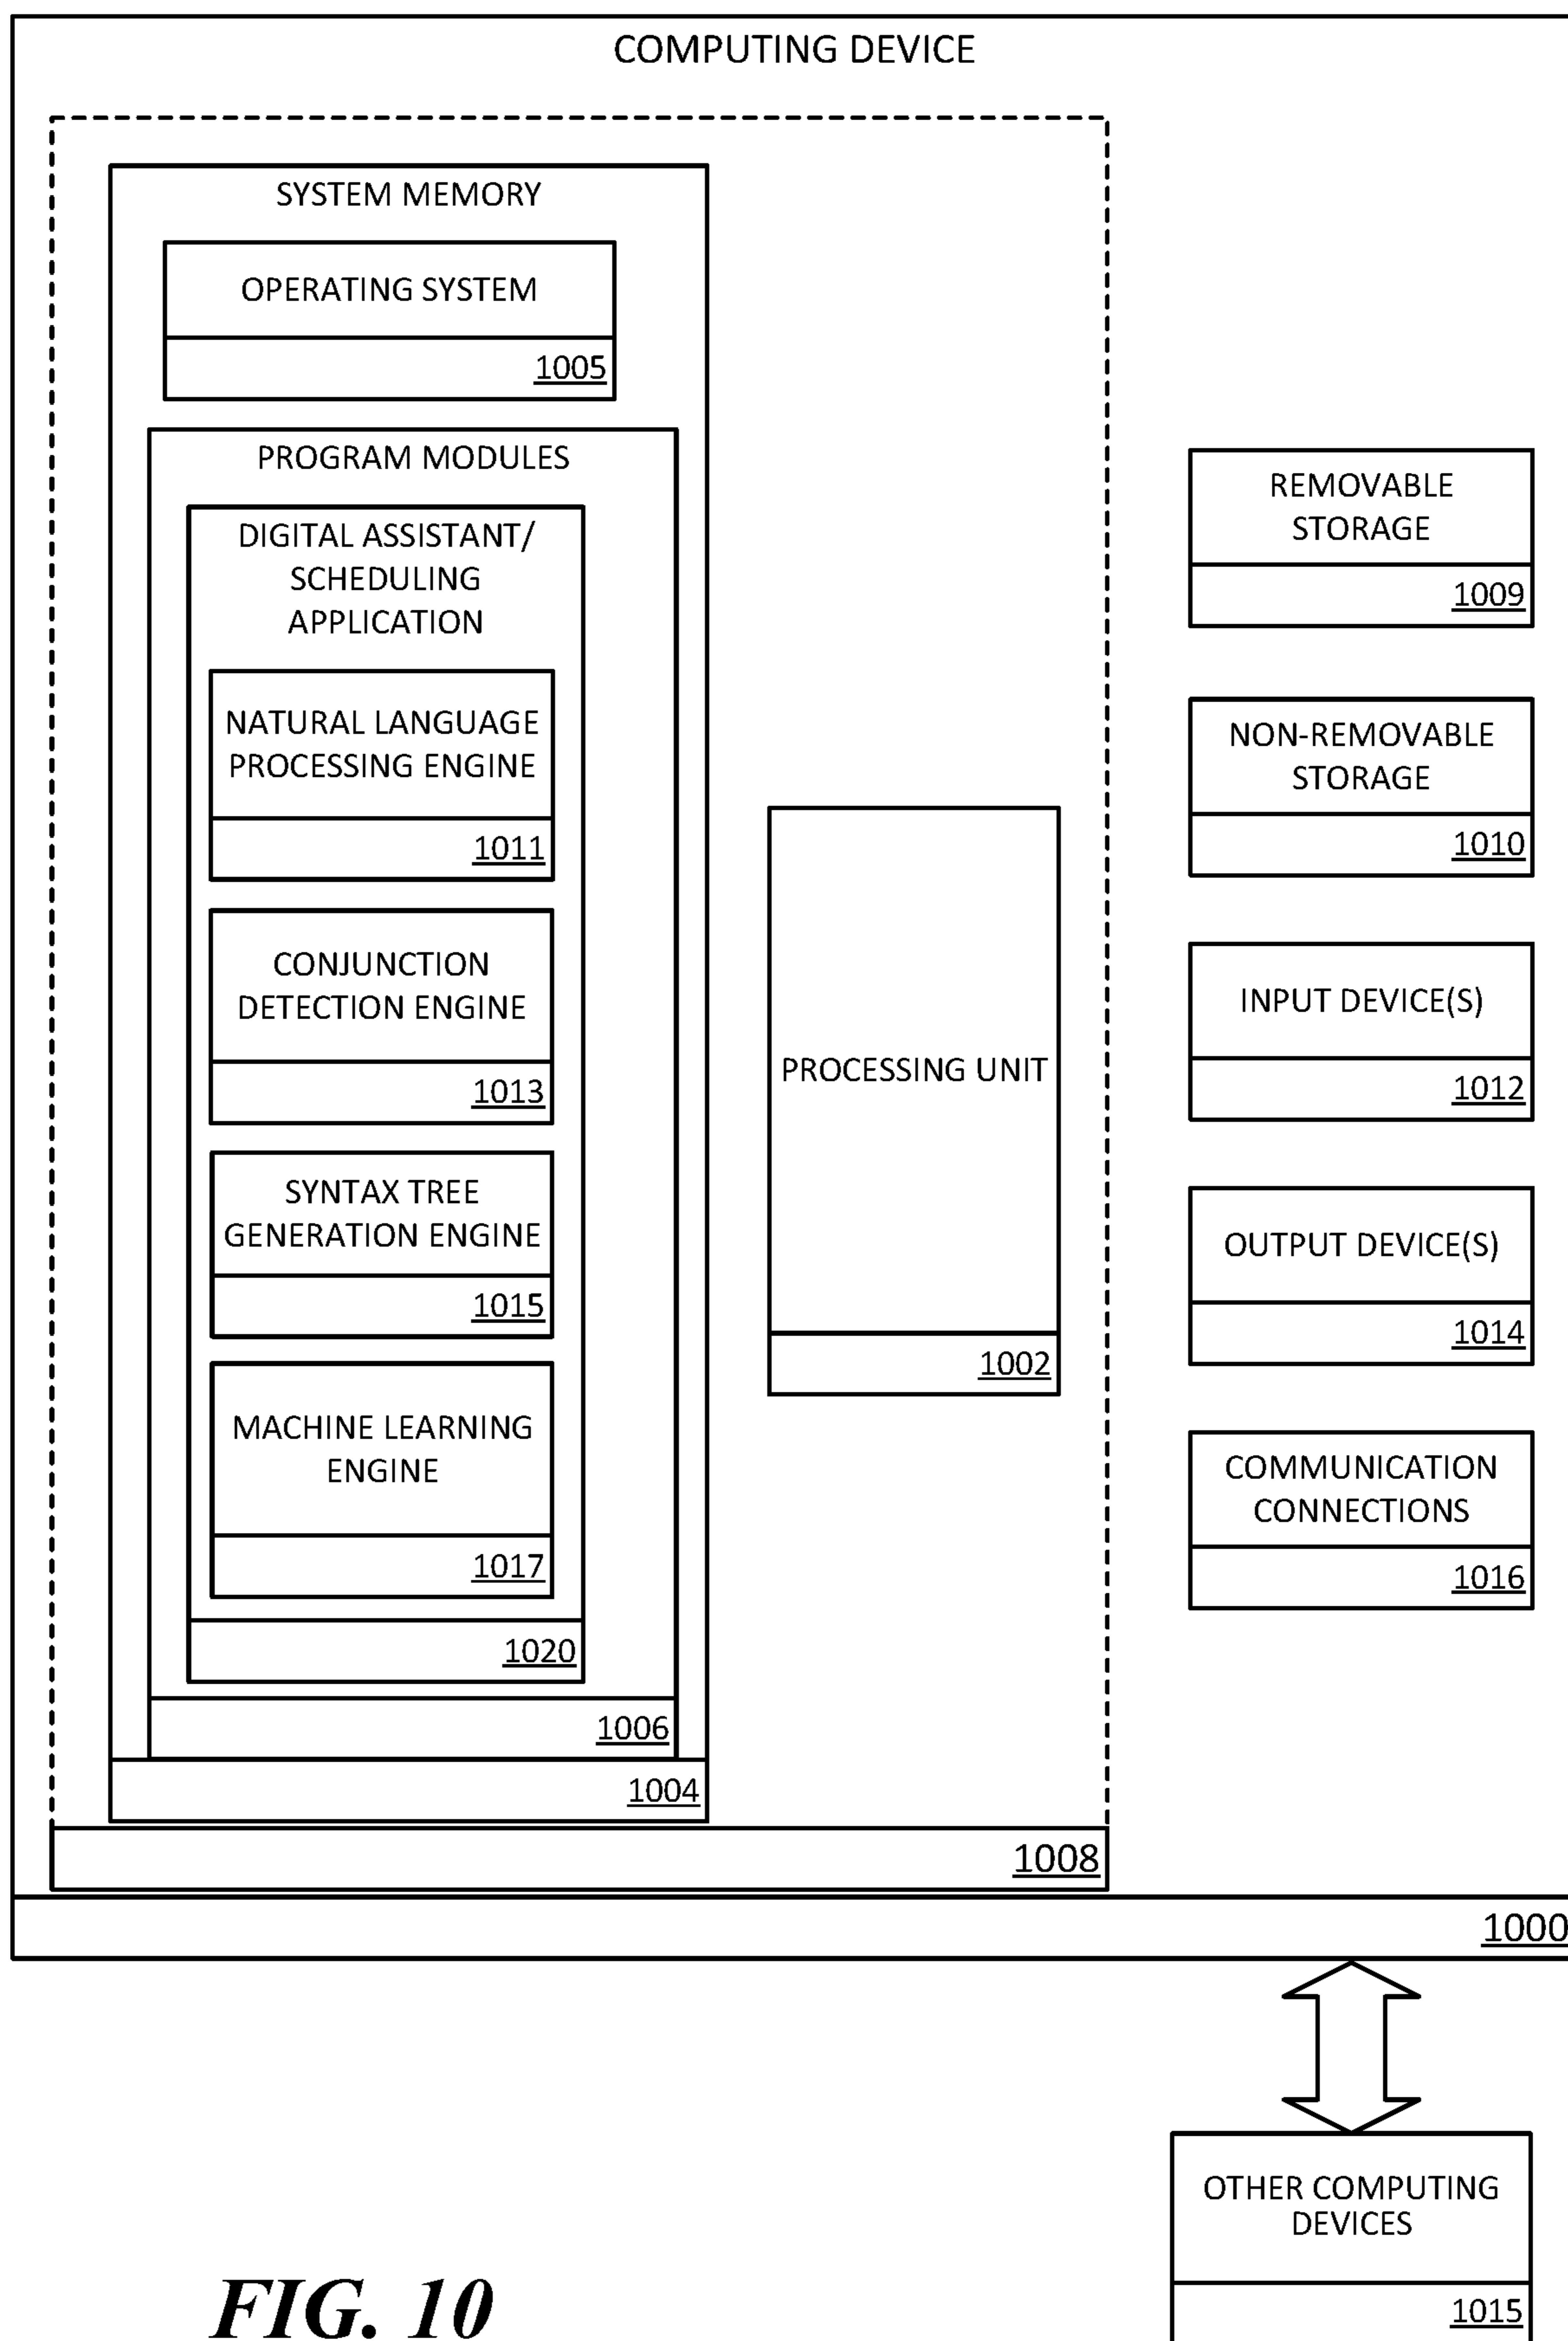 COMPUTING DEVICE
SYSTEM MEMORY
OPERATING SYSTEM
1005
PROGRAM MODULES
DIGITAL ASSISTANT/
SCHEDULING
APPLICATION
NATURAL LANGUAGE
PROCESSING ENGINE
1011
CONJUNCTION
DETECTION ENGINE
1013
SYNTAX TREE
GENERATION ENGINE
1015
MACHINE LEARNING
ENGINE
1017
1020
1006
1004
PROCESSING UNIT
1002
1008
REMOVABLE
STORAGE
1009
NON-REMOVABLE
STORAGE
1010
INPUT DEVICE(S)
1012
OUTPUT DEVICE(S)
1014
COMMUNICATION
CONNECTIONS
1016
1000
OTHER COMPUTING
DEVICES
1015
FIG. 10